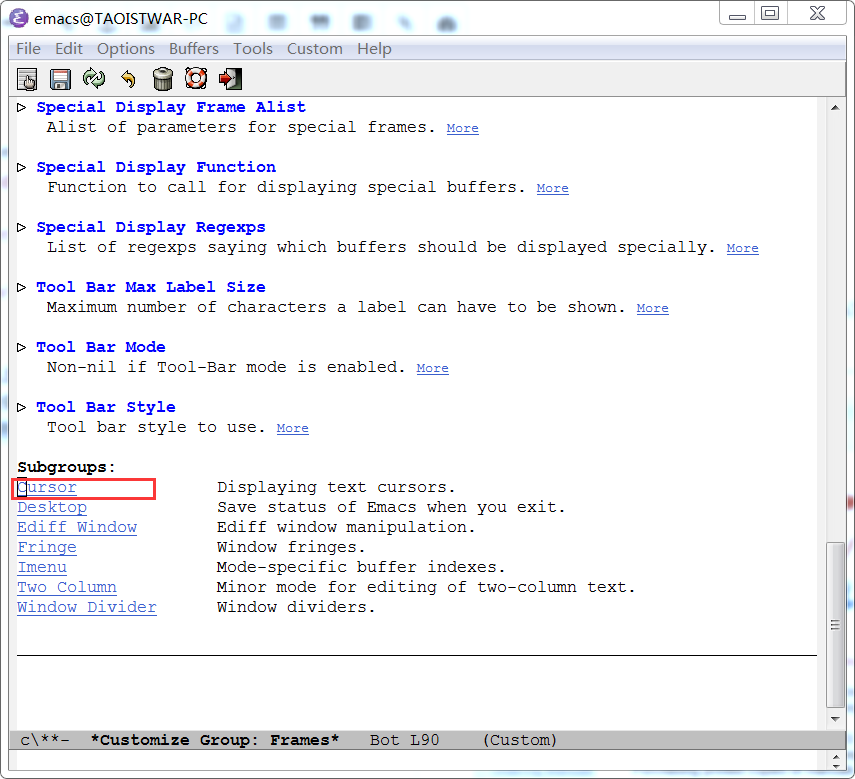 emacs@TAOISTWAR-PC
File Edit Options Buffers Tools Custom Help
Special Display Frame Alist
Alist of parameters for special frames. More
Special Display Function
Function to call for displaying special buffers. More
Special Display Regexps
List of regexps saying which buffers should be displayed specially. More
Tool Bar Max Label Size
Maximum number of characters a label can have to be shown. More
Tool Bar Mode
Non-nil if Tool-Bar mode is enabled. More
Tool Bar Style
Tool bar style to use. More
Subgroups:
Cursor Displaying text cursors.
Desktop Save status of Emacs when you exit.
Ediff Window Ediff window manipulation.
Fringe Window fringes.
Imenu Mode-specific buffer indexes.
Two Column Minor mode for editing of two-column text.
Window Divider Window dividers.
c\**- *Customize Group: Frames* Bot L90 (Custom)